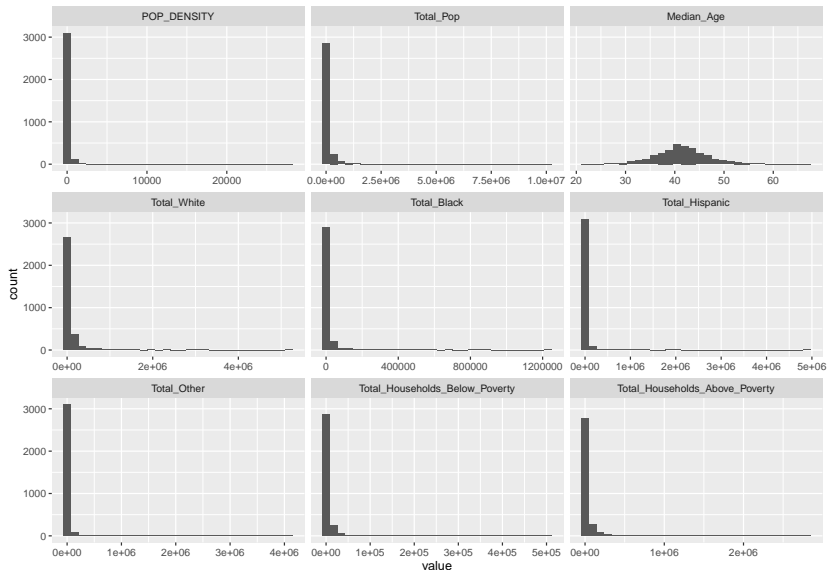 POP_DENSITY Total_Pop Median_Age
3000
2000
1000
0
0 10000 20000 0.0e+00 2.5e+06 5.0e+06 7.5e+06 1.0e+07 20 30 40 50 60
Total_White Total_Black Total_Hispanic
3000
2000
1000
0
0e+00 2e+06 4e+06 0 400000 800000 1200000 0e+00 1e+06 2e+06 3e+06 4e+06 5e+06
count
Total_Other Total_Households_Below_Poverty Total_Households_Above_Poverty
3000
2000
1000
0
0e+00 1e+06 2e+06 3e+06 4e+06 0e+00 1e+05 2e+05 3e+05 4e+05 5e+05 0e+00 1e+06 2e+06
value